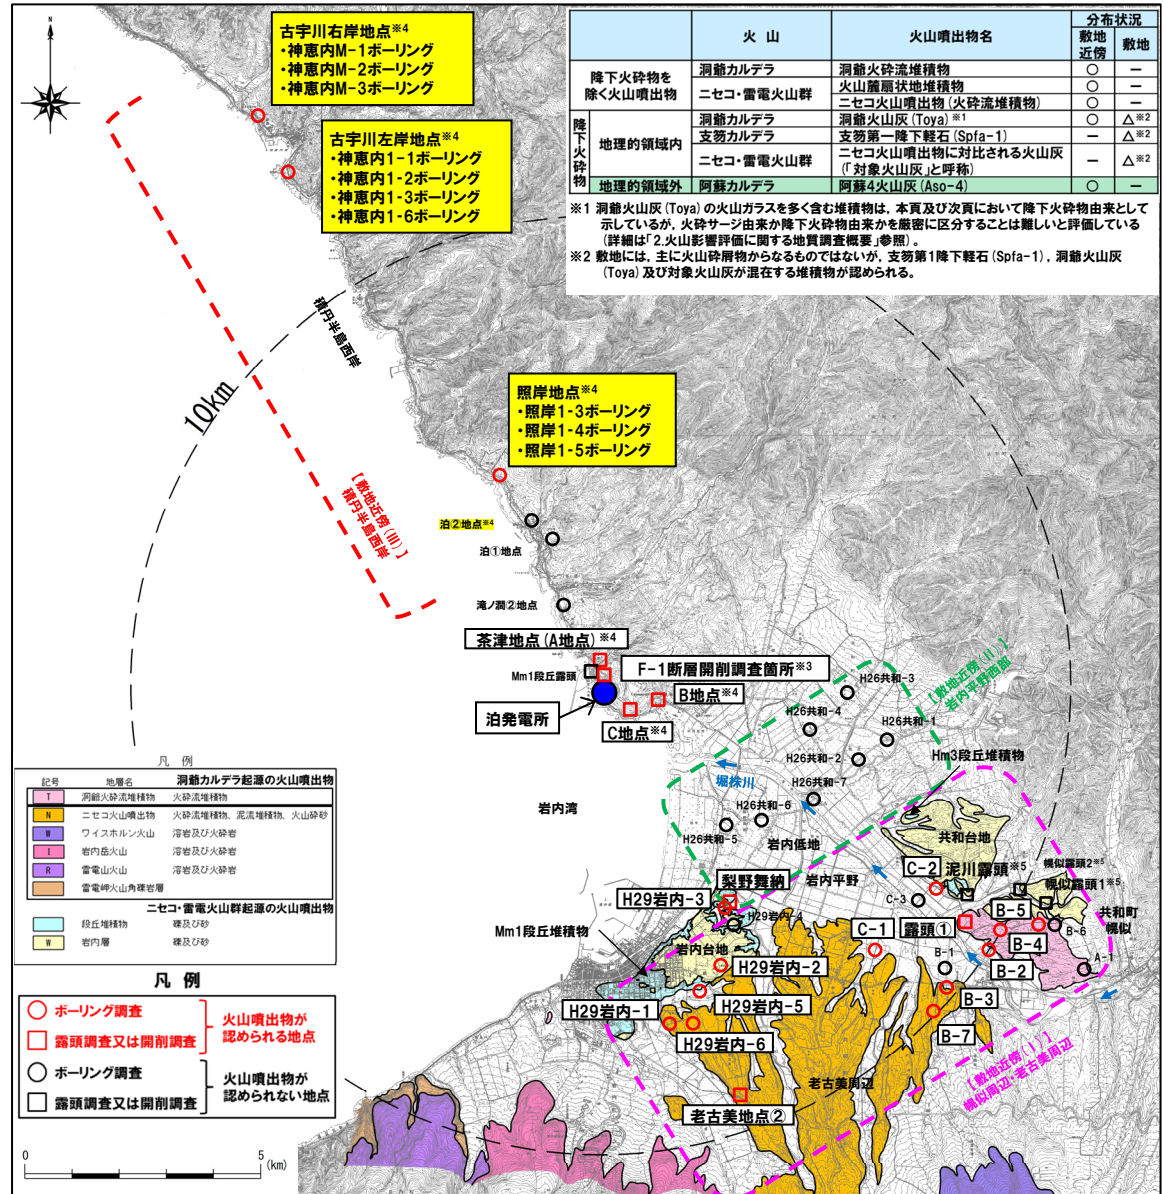 古宇川右岸地点※4
・神恵内M-1ボーリング
・神恵内M-2ボーリング
・神恵内M-3ボーリング
古宇川左岸地点※4
・神恵内1-1ボーリング
・神恵内1-2ボーリング
・神恵内1-3ボーリング
・神恵内1-6ボーリング
火山 火山噴出物名 分布状況
敷地近傍 敷地
降下火砕物を除く火山噴出物 洞爺カルデラ 洞爺火砕流堆積物 ○ －
ニセコ・雷電火山群 火山麓扇状地堆積物 ○ －
ニセコ火山噴出物(火砕流堆積物) ○ －
降下火砕物 地理的領域内 洞爺カルデラ 洞爺火山灰(Toya)※1 ○ △※2
支笏カルデラ 支笏第一降下軽石(Spfa-1) － △※2
ニセコ・雷電火山群 ニセコ火山噴出物に対比される火山灰(「対象火山灰」と呼称) － △※2
地理的領域外 阿蘇カルデラ 阿蘇4火山灰(Aso-4) ○ －
※1 洞爺火山灰(Toya)の火山ガラスを多く含む堆積物は，本頁及び次頁において降下火砕物由来として
示しているが，火砕サージ由来か降下火砕物由来かを厳密に区分することは難しいと評価している
(詳細は「2.火山影響評価に関する地質調査概要」参照)。
※2 敷地には，主に火山砕屑物からなるものではないが，支笏第1降下軽石(Spfa-1)，洞爺火山灰
(Toya)及び対象火山灰が混在する堆積物が認められる。
積丹半島西岸
10km
【敷地近傍(Ⅲ)】
積丹半島西岸
照岸地点※4
・照岸1-3ボーリング
・照岸1-4ボーリング
・照岸1-5ボーリング
泊②地点※4
泊①地点
滝ノ澗②地点
茶津地点(A地点)※4
Mm1段丘露頭
F-1断層開削調査箇所※3
B地点※4
泊発電所
C地点※4
【敷地近傍(Ⅱ)】
岩内平野西部
H26共和-3
H26共和-4
H26共和-1
H26共和-2
Hm3段丘堆積物
堀株川
H26共和-7
H26共和-6
H26共和-5
岩内湾
岩内低地
共和台地
岩内平野
C-2
泥川露頭※5
幌似露頭2※5
幌似露頭1※5
梨野舞納
H29岩内-3
H29岩内-4
C-3
B-5
共和町
幌似
Mm1段丘堆積物
C-1
露頭①
B-4
B-6
岩内台地
H29岩内-2
B-1
B-2
A-1
H29岩内-1
H29岩内-5
B-3
H29岩内-6
B-7
老古美周辺
老古美地点②
【敷地近傍(Ⅰ)】
幌似周辺・老古美周辺
凡例
記号 地層名 洞爺カルデラ起源の火山噴出物
T 洞爺火砕流堆積物 火砕流堆積物
N ニセコ火山噴出物 火砕流堆積物、泥流堆積物、火山砕砂
W ワイスホルン火山 溶岩及び火砕岩
I 岩内岳火山 溶岩及び火砕岩
R 雷電山火山 溶岩及び火砕岩
雷電岬火山角礫岩層
ニセコ・雷電火山群起源の火山噴出物
段丘堆積物 礫及び砂
W 岩内層 礫及び砂
凡例
ボーリング調査
露頭調査又は開削調査
火山噴出物が
認められる地点
ボーリング調査
露頭調査又は開削調査
火山噴出物が
認められない地点
0 5
(km)